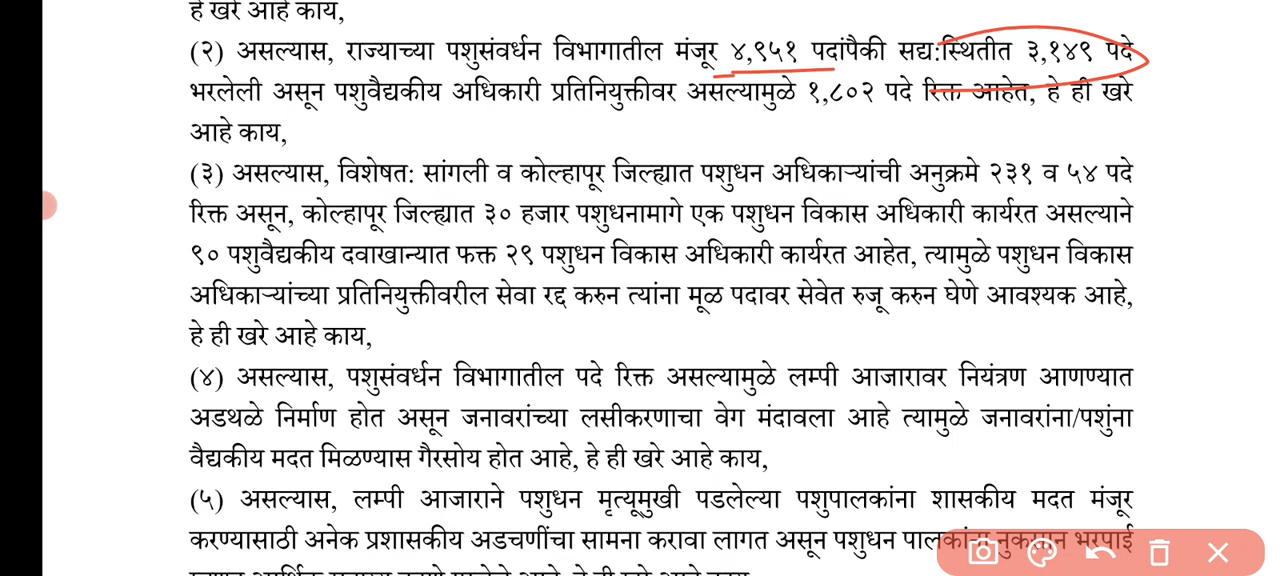 हे खरे आहे काय,
(२) असल्यास, राज्याच्या पशुसंवर्धन विभागातील मंजूर ४,९५१ पदांपैकी सद्य:स्थितीत ३,१४९ पदे
भरलेली असून पशुवैद्यकीय अधिकारी प्रतिनियुक्तीवर असल्यामुळे १,८०२ पदे रिक्त आहेत, हे ही खरे
आहे काय,
(३) असल्यास, विशेषत: सांगली व कोल्हापूर जिल्ह्यात पशुधन अधिकाऱ्यांची अनुक्रमे २३१ व ५४ पदे
रिक्त असून, कोल्हापूर जिल्ह्यात ३० हजार पशुधनामागे एक पशुधन विकास अधिकारी कार्यरत असल्याने
९० पशुवैद्यकीय दवाखान्यात फक्त २९ पशुधन विकास अधिकारी कार्यरत आहेत, त्यामुळे पशुधन विकास
अधिकाऱ्यांच्या प्रतिनियुक्तीवरील सेवा रद्द करुन त्यांना मूळ पदावर सेवेत रुजू करुन घेणे आवश्यक आहे,
हे ही खरे आहे काय,
(४) असल्यास, पशुसंवर्धन विभागातील पदे रिक्त असल्यामुळे लम्पी आजारावर नियंत्रण आणण्यात
अडथळे निर्माण होत असून जनावरांच्या लसीकरणाचा वेग मंदावला आहे त्यामुळे जनावरांना/पशुंना
वैद्यकीय मदत मिळण्यास गैरसोय होत आहे, हे ही खरे आहे काय,
(५) असल्यास, लम्पी आजाराने पशुधन मृत्यूमुखी पडलेल्या पशुपालकांना शासकीय मदत मंजूर
करण्यासाठी अनेक प्रशासकीय अडचणींचा सामना करावा लागत असून पशुधन पालकांना नुकसान भरपाई